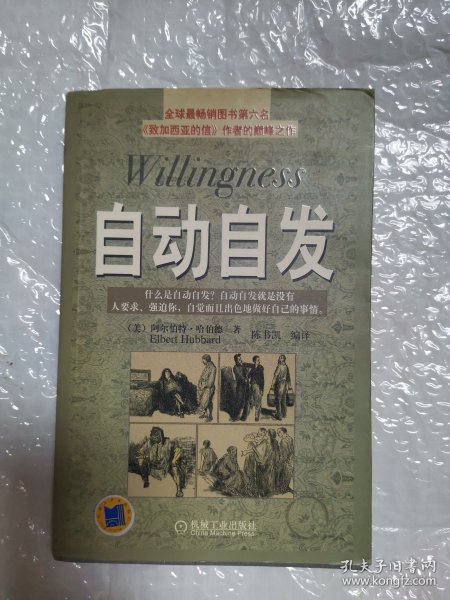 全球最畅销图书第六名
《致加西亚的信》作者的巅峰之作
Willingness
自动自发
什么是自动自发？自动自发就是没有
人要求、强迫你，自觉而且出色地做好自己的事情。
（美）阿尔伯特·哈伯德 著
Elbert Hubbard
陈书凯 编译
机械工业出版社
China Machine Press
孔夫子旧书网
www.kongfz.com